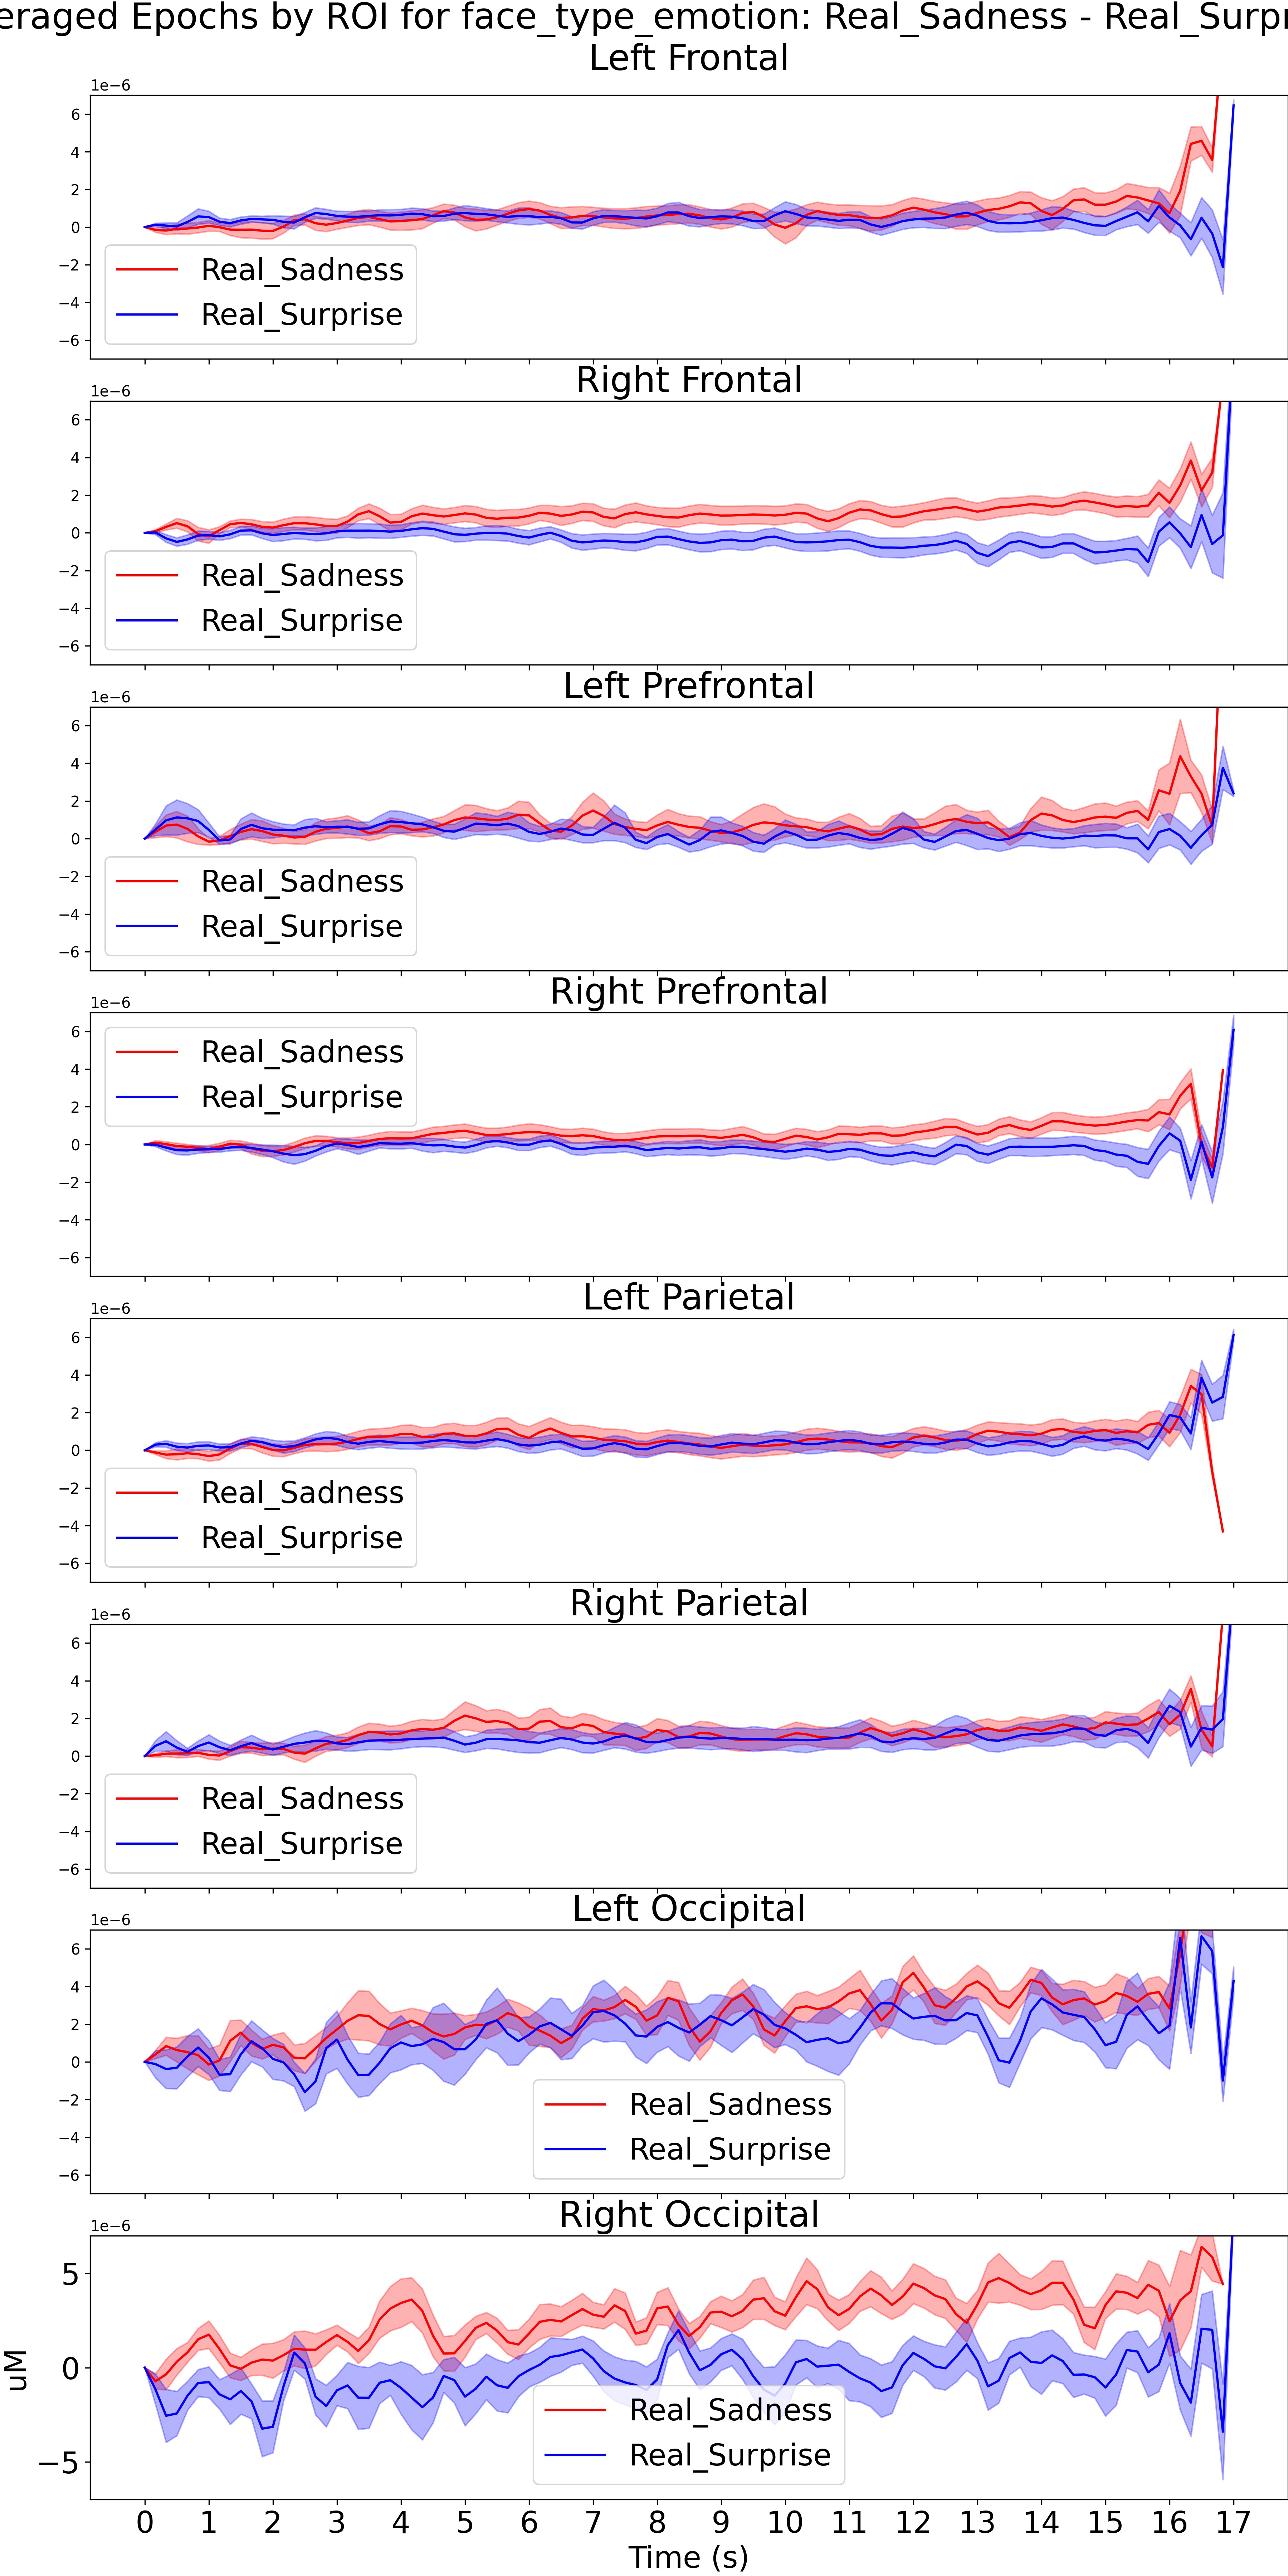 eraged Epochs by ROI for face_type_emotion: Real_Sadness - Real_Surpr
Left Frontal
1e−6
6
4
2
0
−2
−4
−6
Real_Sadness
Real_Surprise
Right Frontal
1e−6
6
4
2
0
−2
−4
−6
Real_Sadness
Real_Surprise
Left Prefrontal
1e−6
6
4
2
0
−2
−4
−6
Real_Sadness
Real_Surprise
Right Prefrontal
1e−6
6
4
2
0
−2
−4
−6
Real_Sadness
Real_Surprise
Left Parietal
1e−6
6
4
2
0
−2
−4
−6
Real_Sadness
Real_Surprise
Right Parietal
1e−6
6
4
2
0
−2
−4
−6
Real_Sadness
Real_Surprise
Left Occipital
1e−6
6
4
2
0
−2
−4
−6
Real_Sadness
Real_Surprise
Right Occipital
1e−6
5
0
−5
uM
Real_Sadness
Real_Surprise
0 1 2 3 4 5 6 7 8 9 10 11 12 13 14 15 16 17
Time (s)